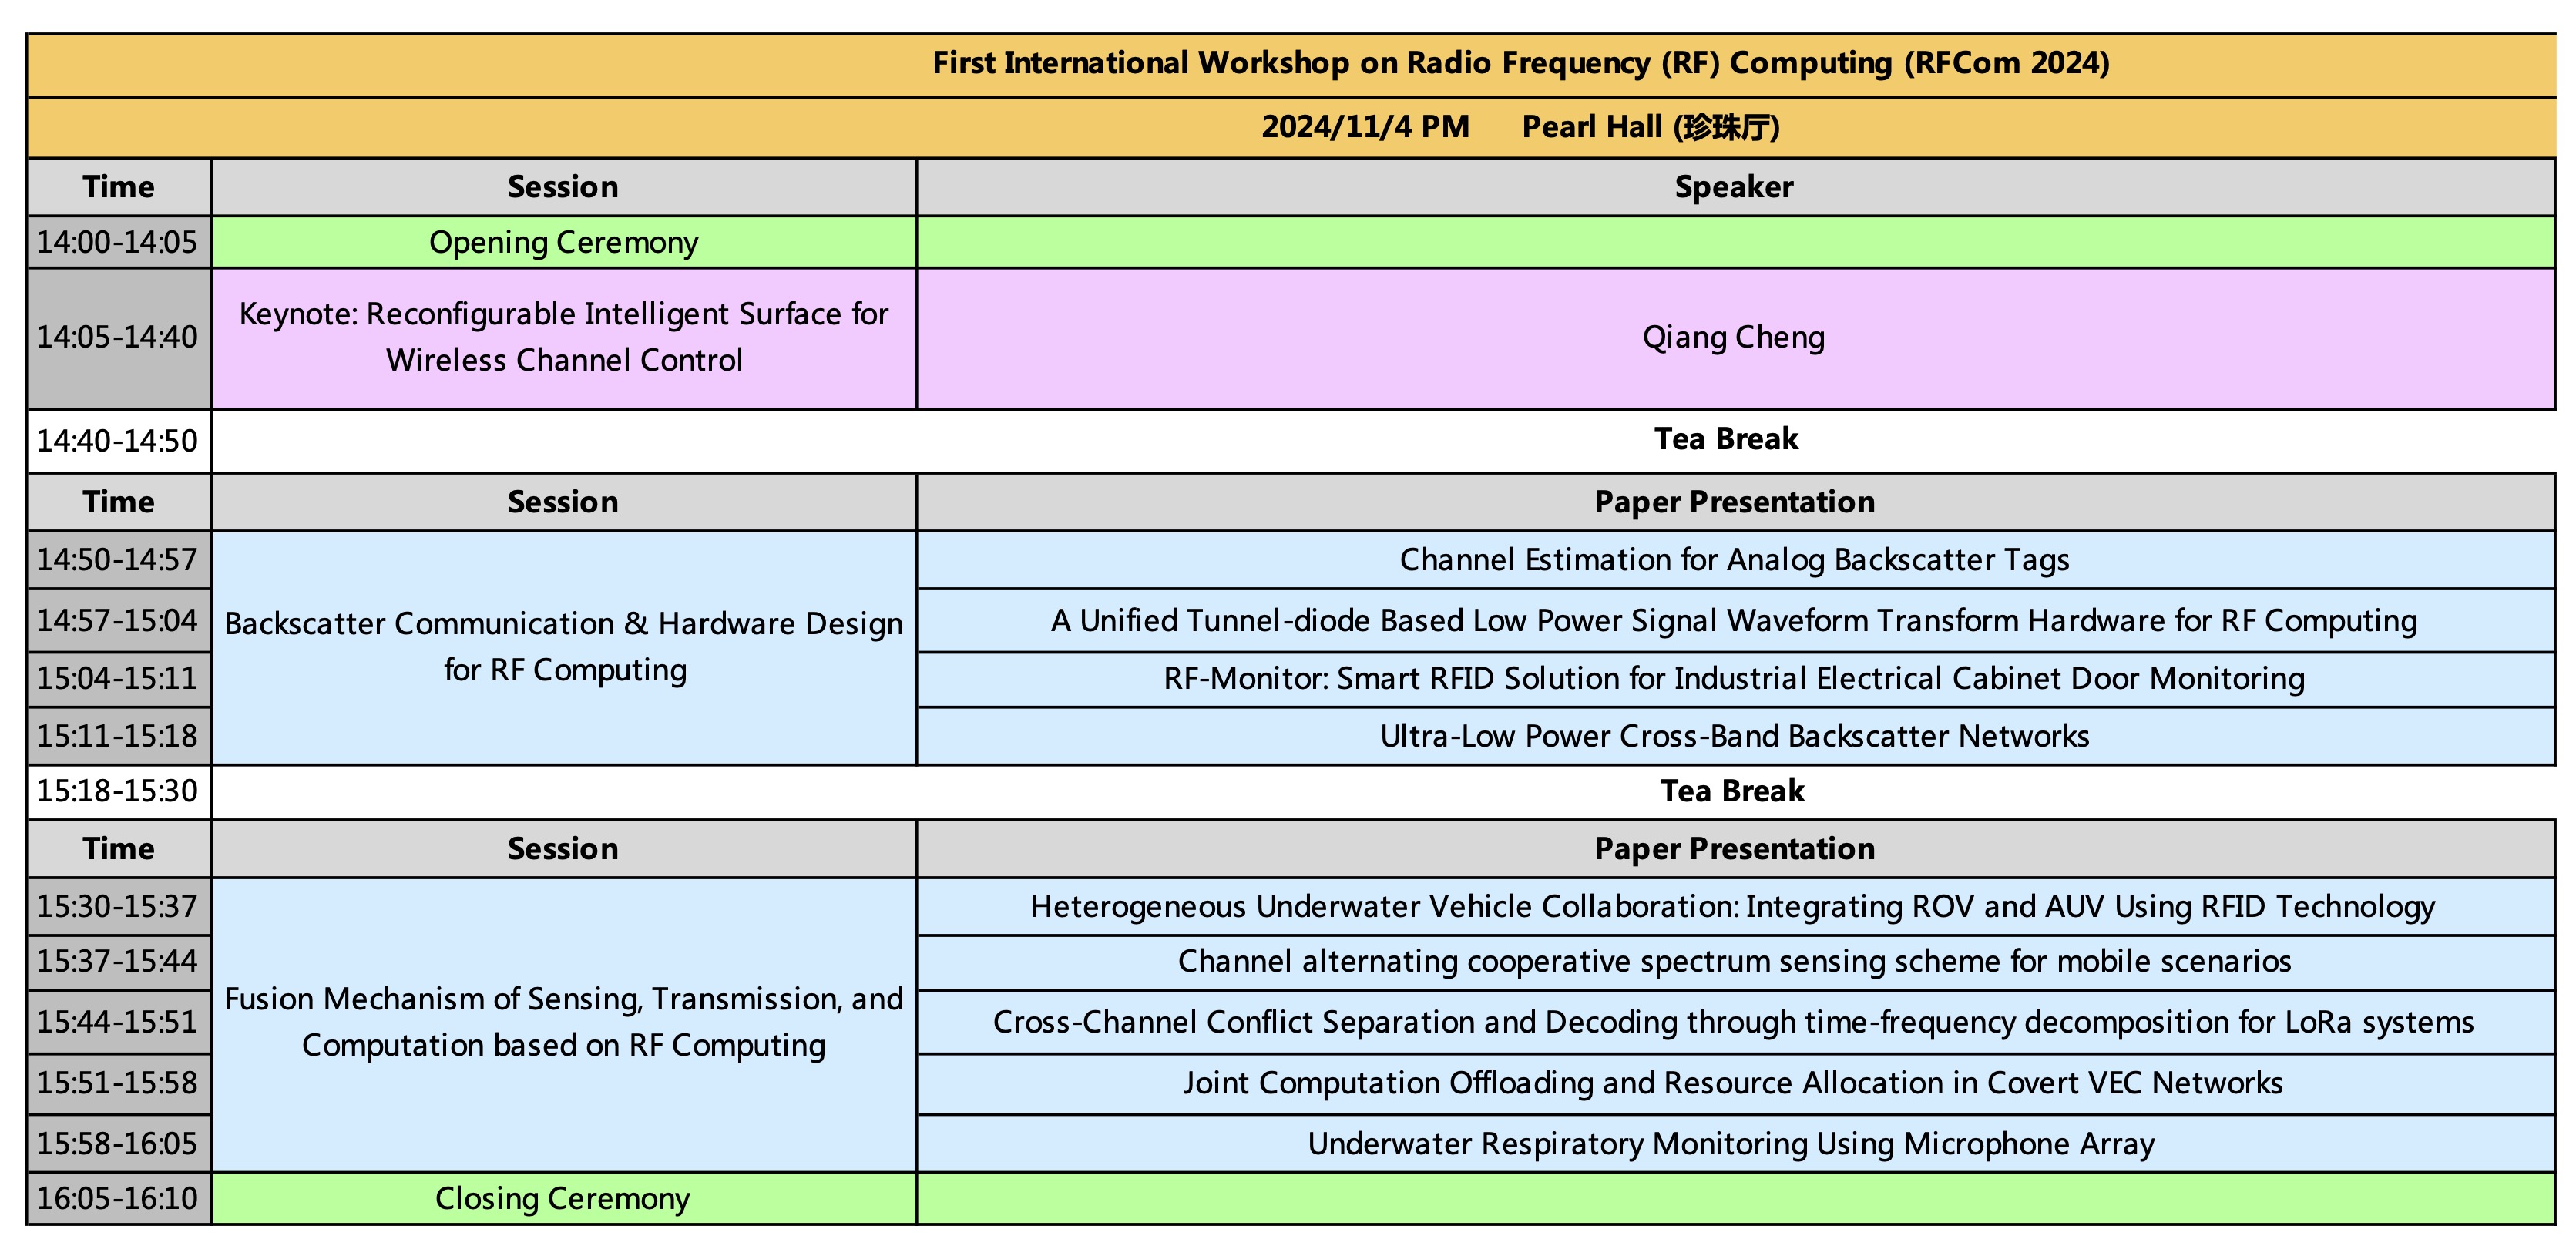 First International Workshop on Radio Frequency (RF) Computing (RFCom 2024)
2024/11/4 PM Pearl Hall (珍珠厅)
Time Session Speaker
14:00-14:05 Opening Ceremony
14:05-14:40 Keynote: Reconfigurable Intelligent Surface for
Wireless Channel Control
Qiang Cheng
14:40-14:50 Tea Break
Time Session Paper Presentation
Backscatter Communication & Hardware Design
for RF Computing
14:50-14:57 Channel Estimation for Analog Backscatter Tags
14:57-15:04 A Unified Tunnel-diode Based Low Power Signal Waveform Transform Hardware for RF Computing
15:04-15:11 RF-Monitor: Smart RFID Solution for Industrial Electrical Cabinet Door Monitoring
15:11-15:18 Ultra-Low Power Cross-Band Backscatter Networks
15:18-15:30 Tea Break
Time Session Paper Presentation
Fusion Mechanism of Sensing, Transmission, and
Computation based on RF Computing
15:30-15:37 Heterogeneous Underwater Vehicle Collaboration: Integrating ROV and AUV Using RFID Technology
15:37-15:44 Channel alternating cooperative spectrum sensing scheme for mobile scenarios
15:44-15:51 Cross-Channel Conflict Separation and Decoding through time-frequency decomposition for LoRa systems
15:51-15:58 Joint Computation Offloading and Resource Allocation in Covert VEC Networks
15:58-16:05 Underwater Respiratory Monitoring Using Microphone Array
16:05-16:10 Closing Ceremony